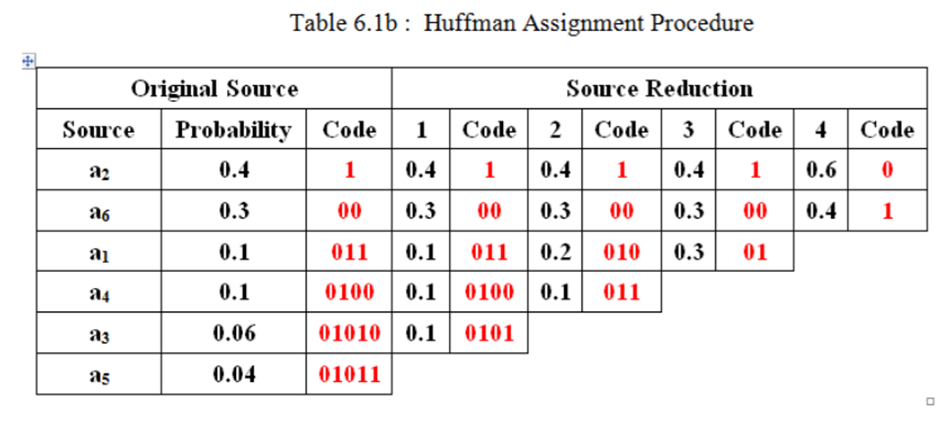 Table 6.1b :  Huffman Assignment Procedure
Original Source Source Reduction
Source Probability Code 1 Code 2 Code 3 Code 4 Code
a2 0.4 1 0.4 1 0.4 1 0.4 1 0.6 0
a6 0.3 00 0.3 00 0.3 00 0.3 00 0.4 1
a1 0.1 011 0.1 011 0.2 010 0.3 01
a4 0.1 0100 0.1 0100 0.1 011
a3 0.06 01010 0.1 0101
a5 0.04 01011